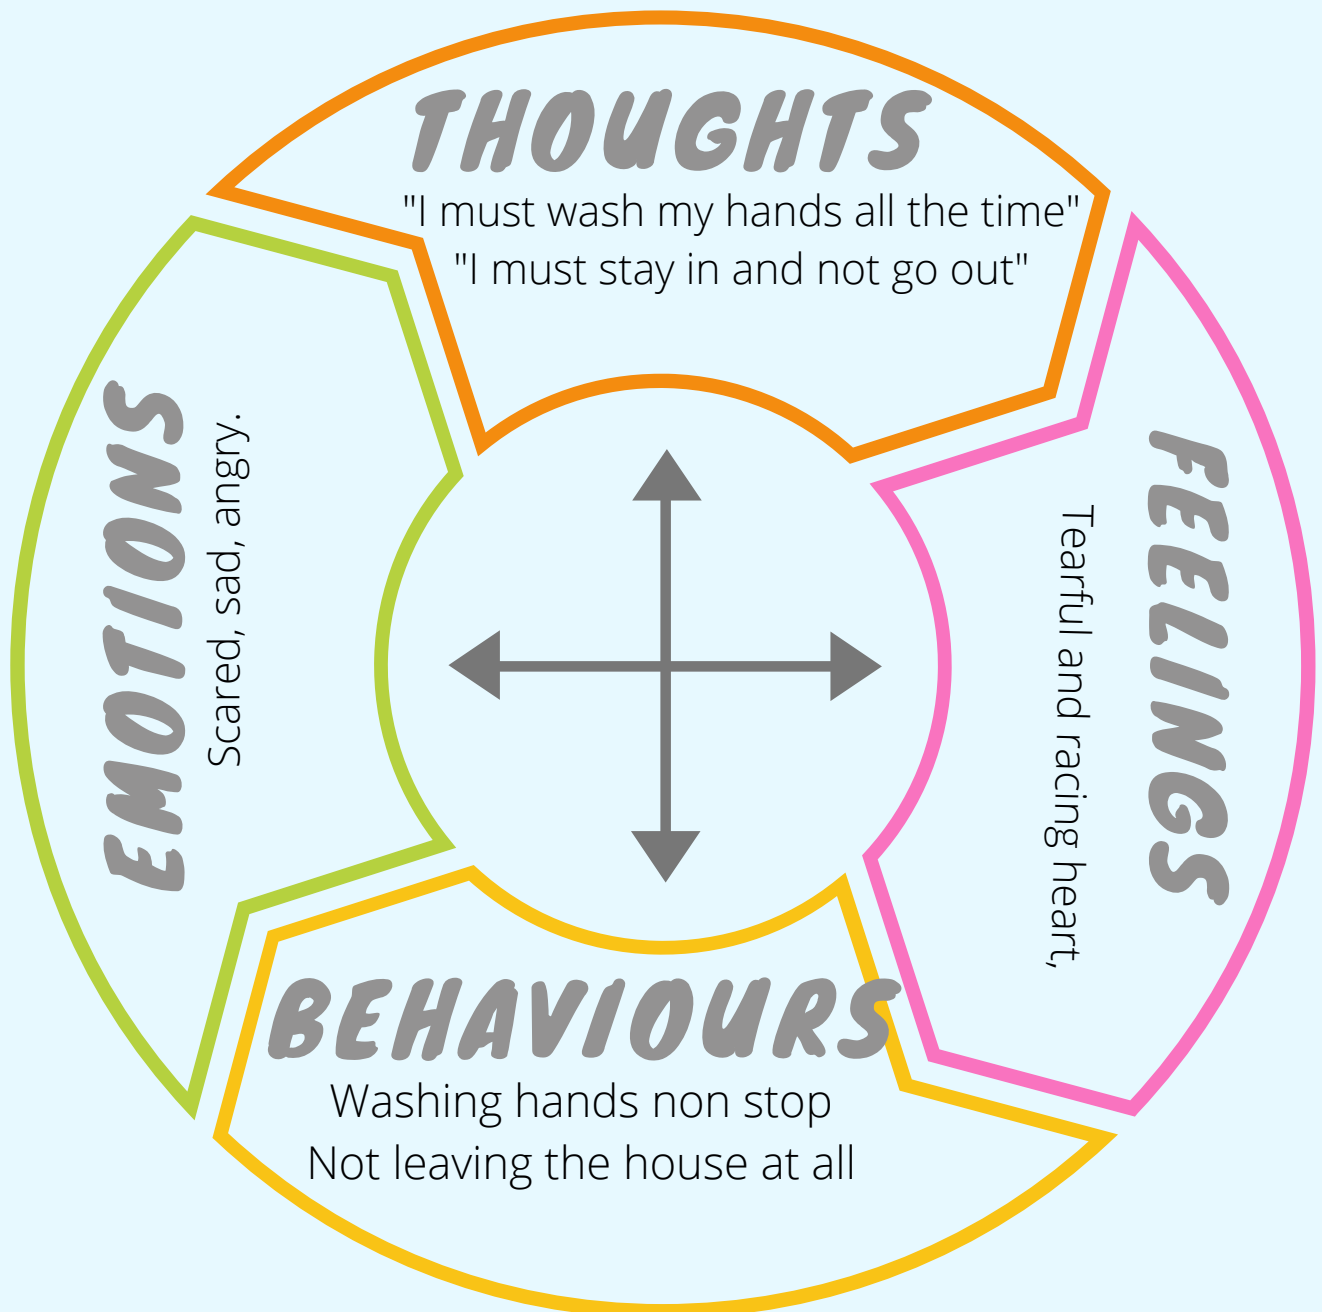 THOUGHTS
"I must wash my hands all the time"
"I must stay in and not go out"
FEELINGS
Tearful and racing heart,
BEHAVIOURS
Washing hands non stop
Not leaving the house at all
EMOTIONS
Scared, sad, angry.